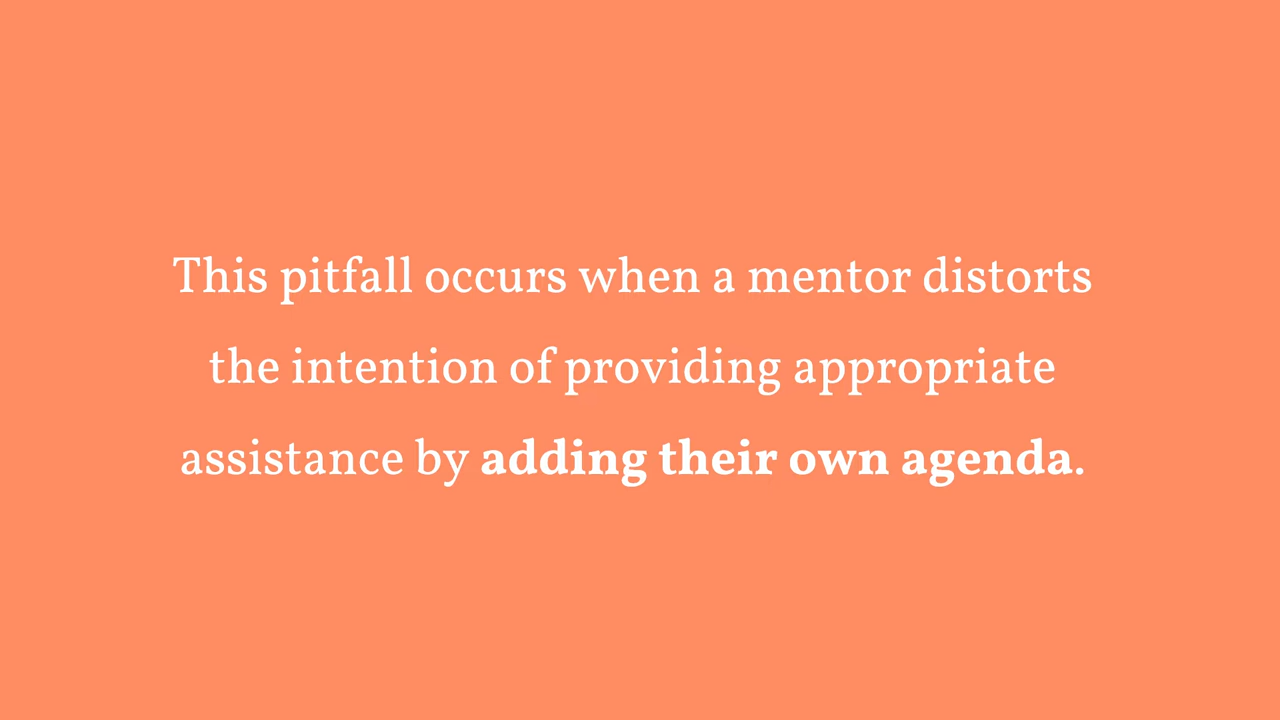 This pitfall occurs when a mentor distorts
the intention of providing appropriate
assistance by adding their own agenda.